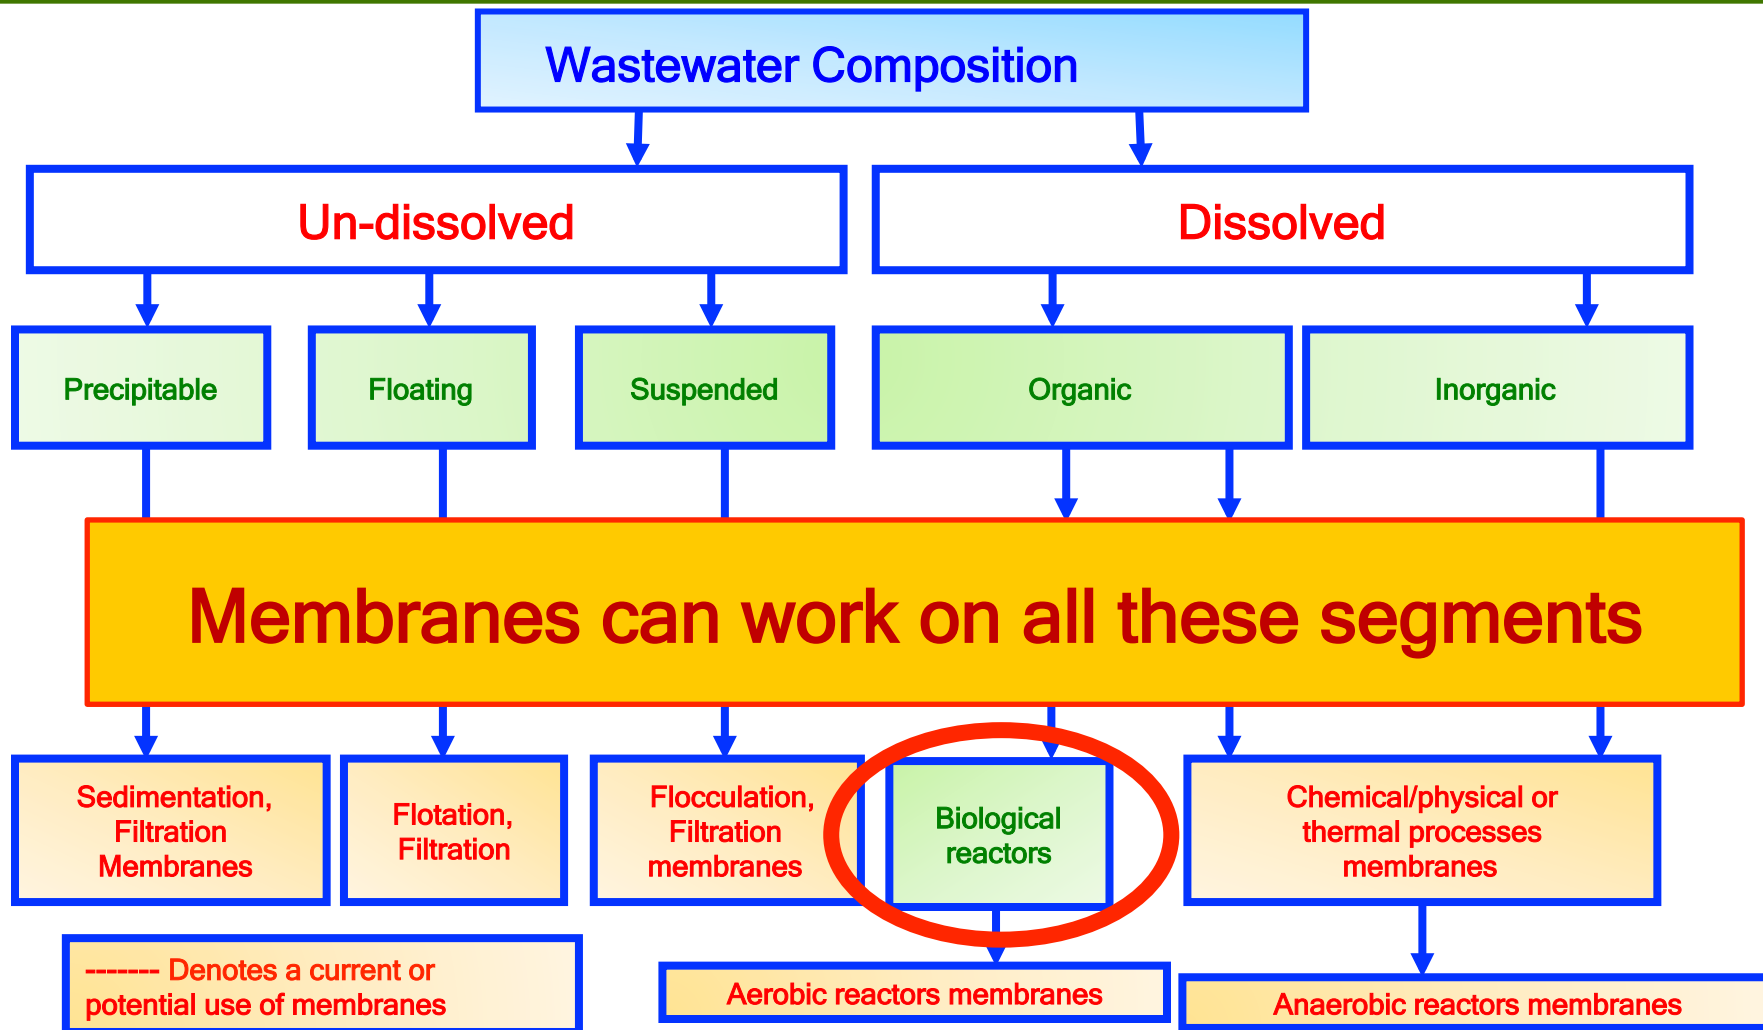 Wastewater Composition
Un-dissolved
Dissolved
Precipitable
Floating
Suspended
Organic
Inorganic
Membranes can work on all these segments
Sedimentation,
Filtration
Membranes
Flotation,
Filtration
Flocculation,
Filtration
membranes
Biological
reactors
Chemical/physical or
thermal processes
membranes
------- Denotes a current or
potential use of membranes
Aerobic reactors membranes
Anaerobic reactors membranes